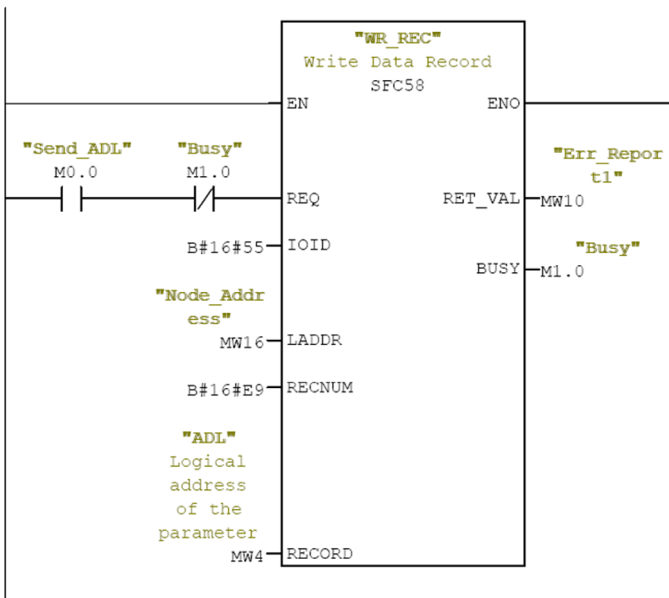 "WR_REC"
Write Data Record
SFC58
EN
ENO
"Send_ADL"
M0.0
"Busy"
M1.0
REQ
"Err_Repor
t1"
RET_VAL
MW10
B#16#55
IOID
"Busy"
BUSY
M1.0
"Node_Addr
ess"
MW16
LADDR
B#16#E9
RECNUM
"ADL"
Logical
address
of the
parameter
MW4
RECORD